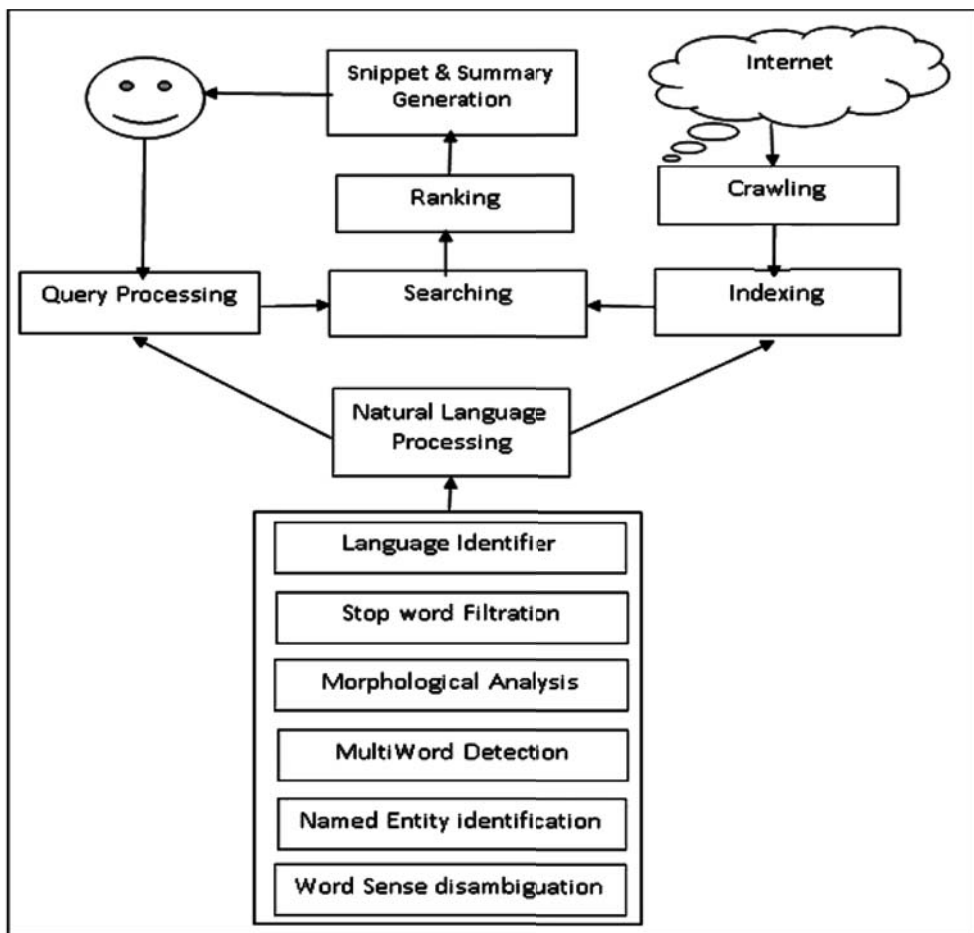 Snippet & Summary
Generation
Internet
Ranking
Crawling
Query Processing
Searching
Indexing
Natural Language
Processing
Language Identifier
Stop word Filtration
Morphological Analysis
MultiWord Detection
Named Entity identification
Word Sense disambiguation